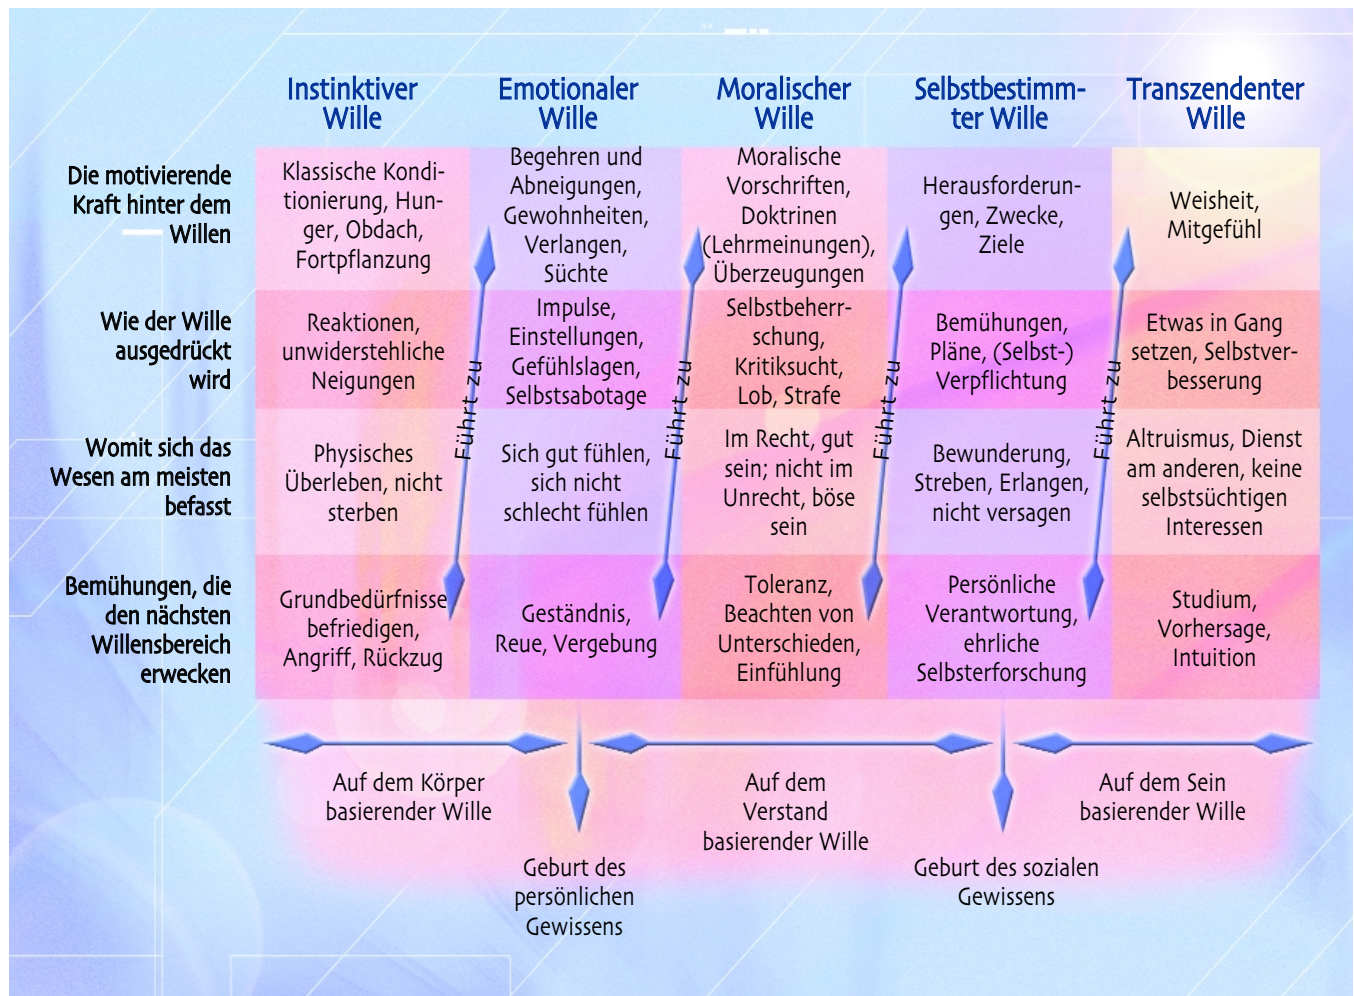 Instinktiver
Wille
Emotionaler
Wille
Moralischer
Wille
Selbstbestimm-
ter Wille
Transzendenter
Wille
Die motivierende
Kraft hinter dem
Willen
Klassische Kondi-
tionierung, Hun-
ger, Obdach,
Fortpflanzung
Begehren und
Abneigungen,
Gewohnheiten,
Verlangen,
Süchte
Moralische
Vorschriften,
Doktrinen
(Lehrmeinungen),
Überzeugungen
Herausforderun-
gen, Zwecke,
Ziele
Weisheit,
Mitgefühl
Wie der Wille
ausgedrückt
wird
Reaktionen,
unwiderstehliche
Neigungen
Impulse,
Einstellungen,
Gefühlslagen,
Selbstsabotage
Selbstbeherr-
schung,
Kritiksucht,
Lob, Strafe
Bemühungen,
Pläne, (Selbst-)
Verpflichtung
Etwas in Gang
setzen, Selbstver-
besserung
Führt zu
Führt zu
Führt zu
Führt zu
Womit sich das
Wesen am meisten
befasst
Physisches
Überleben, nicht
sterben
Sich gut fühlen,
sich nicht
schlecht fühlen
Im Recht, gut
sein; nicht im
Unrecht, böse
sein
Bewunderung,
Streben, Erlangen,
nicht versagen
Altruismus, Dienst
am anderen, keine
selbstsüchtigen
Interessen
Bemühungen, die
den nächsten
Willensbereich
erwecken
Grundbedürfnisse
befriedigen,
Angriff, Rückzug
Geständnis,
Reue, Vergebung
Toleranz,
Beachten von
Unterschieden,
Einfühlung
Persönliche
Verantwortung,
ehrliche
Selbsterforschung
Studium,
Vorhersage,
Intuition
Auf dem Körper
basierender Wille
Auf dem
Verstand
basierender Wille
Auf dem Sein
basierender Wille
Geburt des
persönlichen
Gewissens
Geburt des sozialen
Gewissens